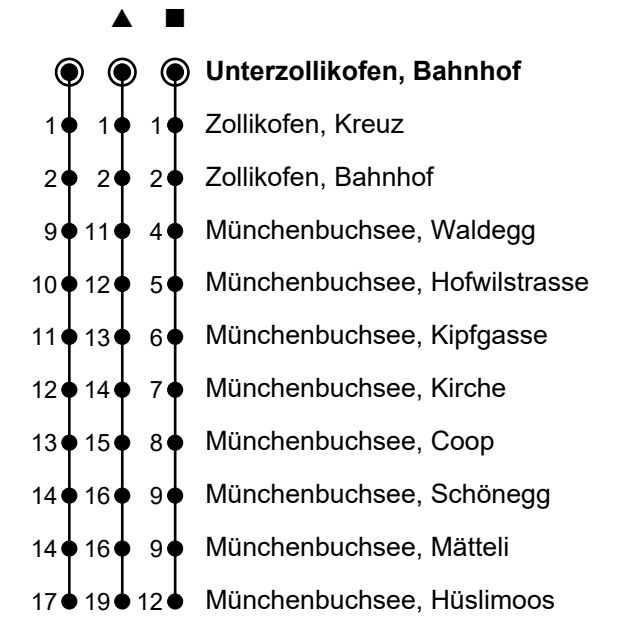 ▲ ■
Unterzollikofen, Bahnhof
1 1 1 Zollikofen, Kreuz
2 2 2 Zollikofen, Bahnhof
9 11 4 Münchenbuchsee, Waldegg
10 12 5 Münchenbuchsee, Hofwilstrasse
11 13 6 Münchenbuchsee, Kipfgasse
12 14 7 Münchenbuchsee, Kirche
13 15 8 Münchenbuchsee, Coop
14 16 9 Münchenbuchsee, Schönegg
14 16 9 Münchenbuchsee, Mätteli
17 19 12 Münchenbuchsee, Hüslimoos